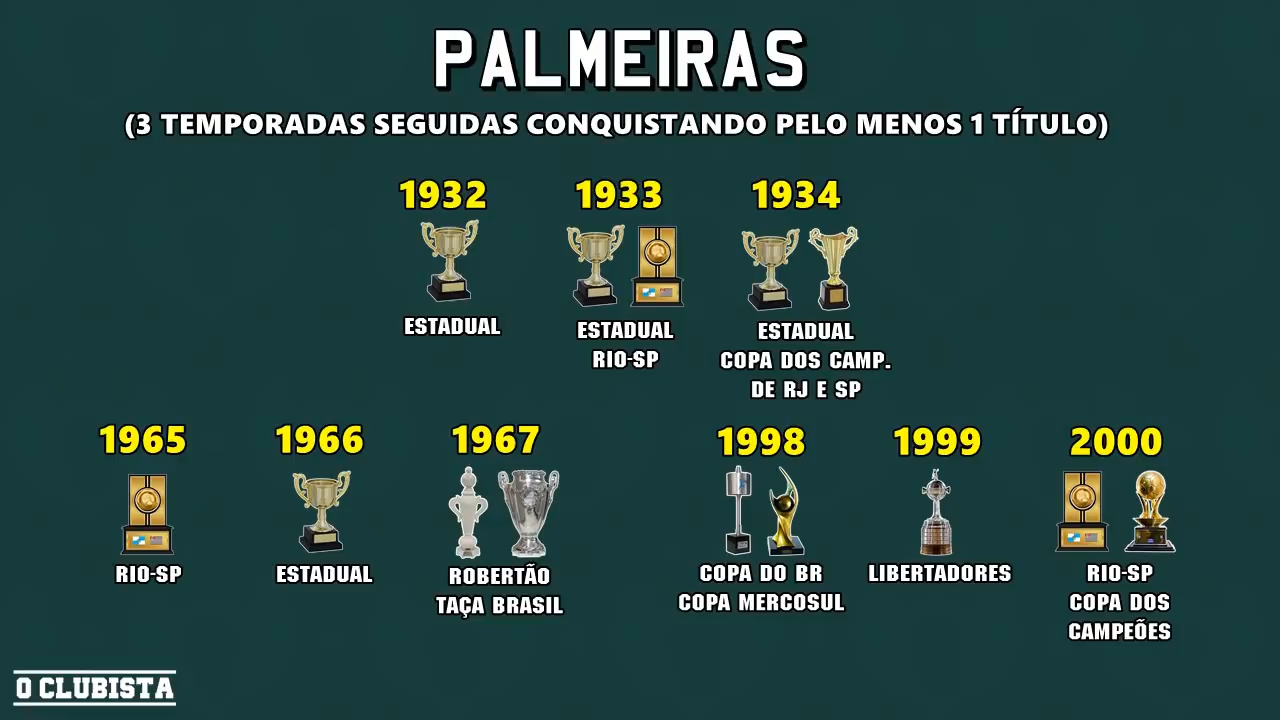 PALMEIRAS
(3 TEMPORADAS SEGUIDAS CONQUISTANDO PELO MENOS 1 TÍTULO)
1932
ESTADUAL
1933
ESTADUAL
RIO-SP
1934
ESTADUAL
COPA DOS CAMP.
DE RJ E SP
1965
RIO-SP
1966
ESTADUAL
1967
ROBERTÃO
TAÇA BRASIL
1998
COPA DO BR
COPA MERCOSUL
1999
LIBERTADORES
2000
RIO-SP
COPA DOS
CAMPEÕES
O CLUBISTA